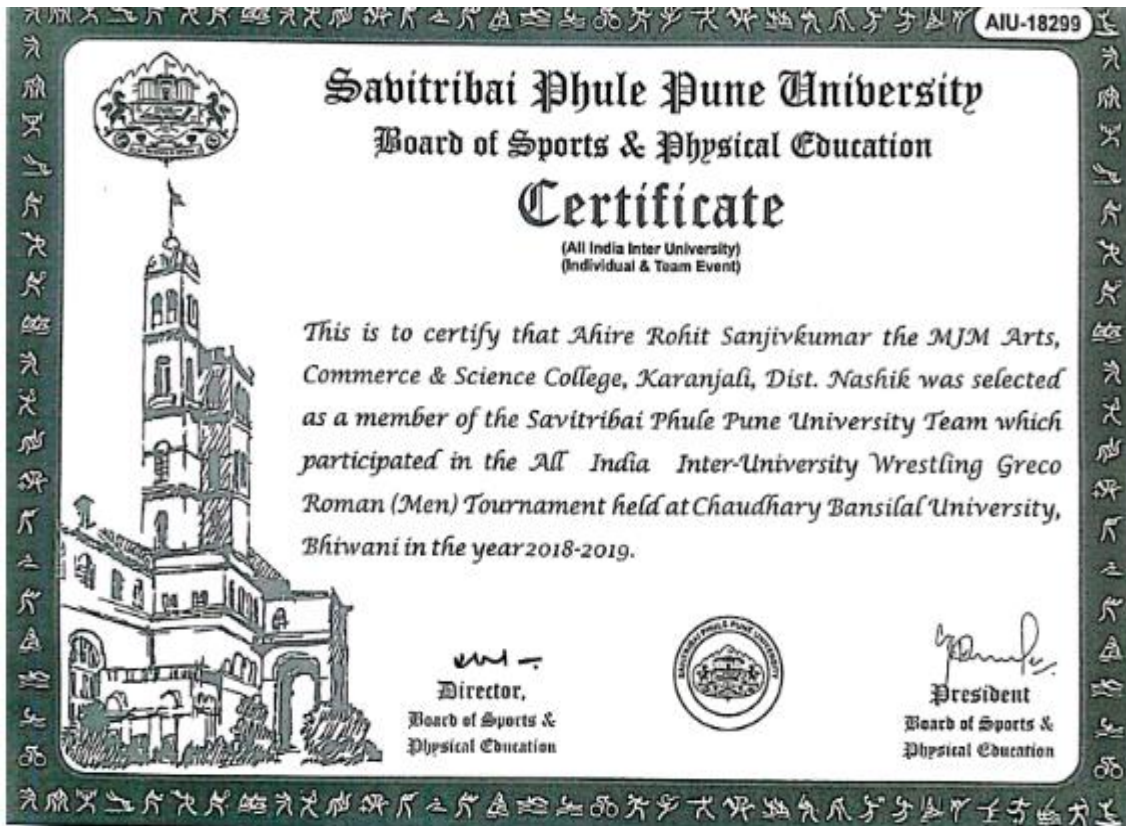 AIU-18299
Savitribai Phule Pune University
Board of Sports & Physical Education
Certificate
(All India Inter University)
(Individual & Team Event)
This is to certify that Ahire Rohit Sanjivkumar the MJM Arts,
Commerce & Science College, Karanjali, Dist. Nashik was selected
as a member of the Savitribai Phule Pune University Team which
participated in the All India Inter-University Wrestling Greco
Roman (Men) Tournament held at Chaudhary Bansilal University,
Bhiwani in the year 2018-2019.
SAVITRIBAI PHULE PUNE UNIVERSITY
Director,
Board of Sports &
Physical Education
President
Board of Sports &
Physical Education